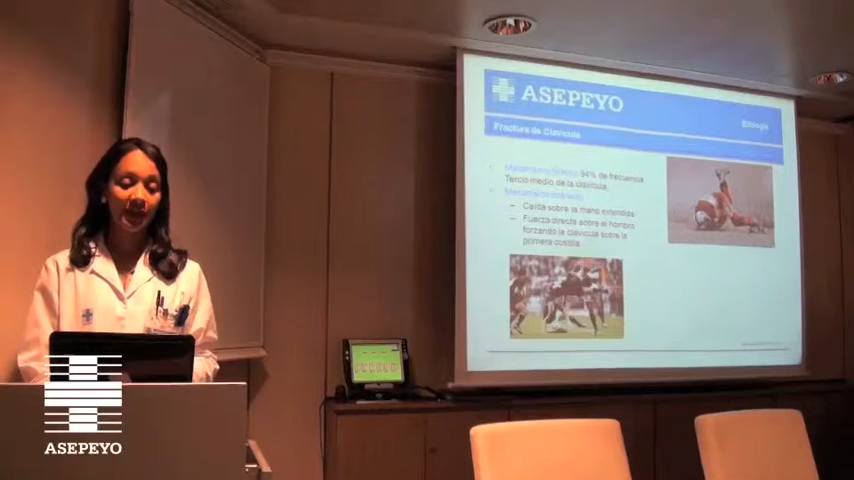 ASEPEYO
Etiología
Fractura de Clavícula
94% de frecuencia
Tercio medio de la clavícula.
– Caída sobre la mano extendida
– Fuerza directa sobre el hombro
forzando la clavícula sobre la
primera costilla.
ASEPEYO